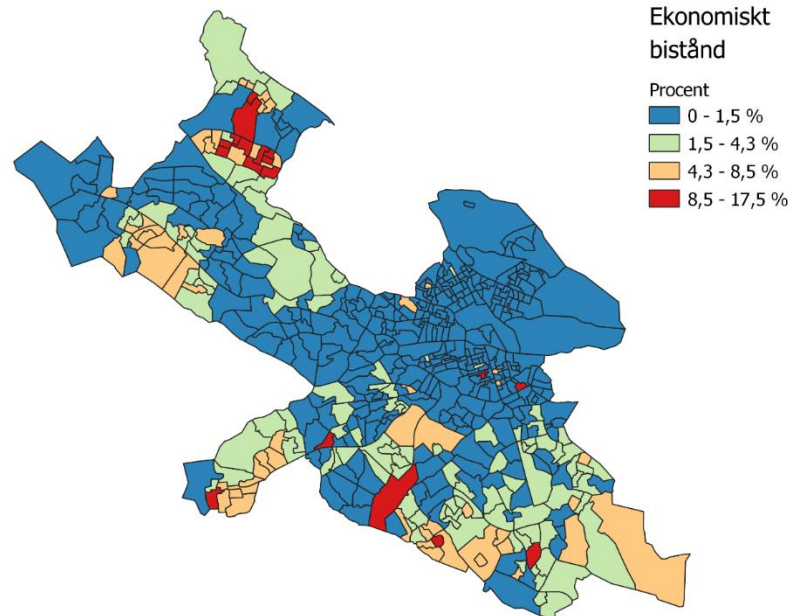 Ekonomiskt
bistånd
Procent
0 - 1,5 %
1,5 - 4,3 %
4,3 - 8,5 %
8,5 - 17,5 %